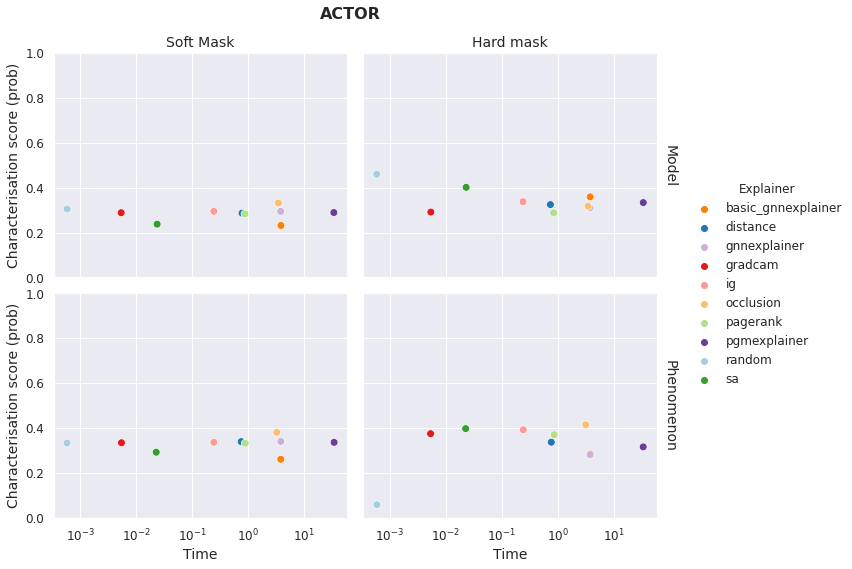 ACTOR
Soft Mask
Hard mask
Characterisation score (prob)
1.0
0.8
0.6
0.4
0.2
0.0
Model
Characterisation score (prob)
1.0
0.8
0.6
0.4
0.2
0.0
Phenomenon
10⁻³ 10⁻² 10⁻¹ 10⁰ 10¹
Time
10⁻³ 10⁻² 10⁻¹ 10⁰ 10¹
Time
Explainer
basic_gnnexplainer
distance
gnnexplainer
gradcam
ig
occlusion
pagerank
pgmexplainer
random
sa